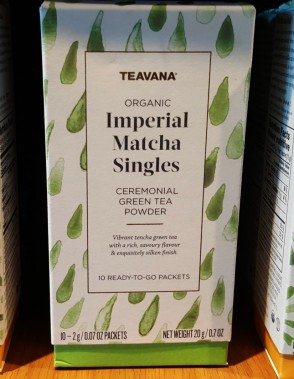 TEAVANA®
ORGANIC
Imperial
Matcha
Singles
CEREMONIAL
GREEN TEA
POWDER
Vibrant tencha green tea
with a rich, savoury flavour
& exquisitely silken finish
10 READY-TO-GO PACKETS
10 – 2 g / 0.07 OZ PACKETS NET WEIGHT 20 g / 0.7 OZ